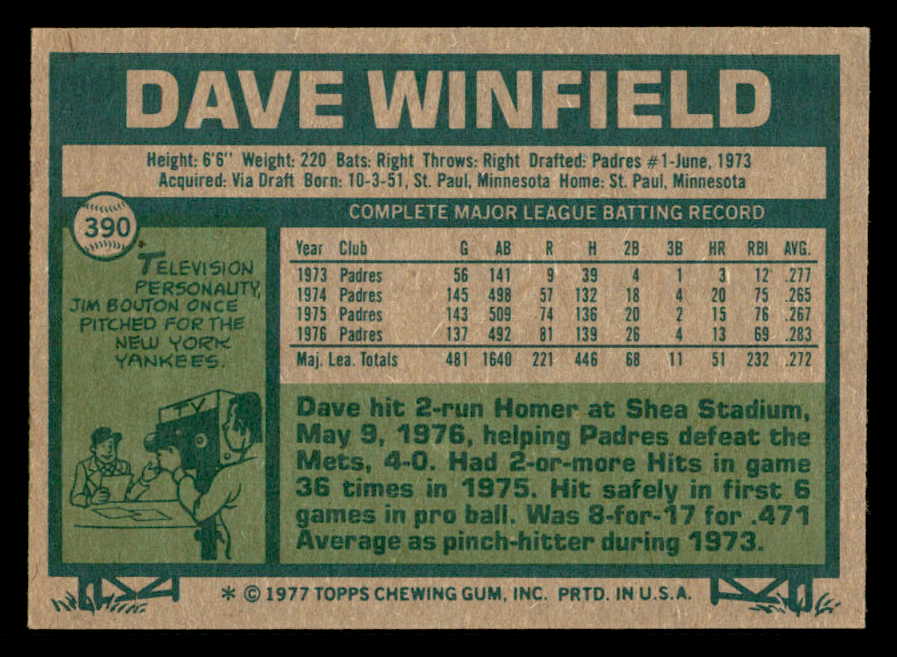 DAVE WINFIELD
Height: 6'6" Weight: 220 Bats: Right Throws: Right Drafted: Padres #1-June, 1973
Acquired: Via Draft Born: 10-3-51, St. Paul, Minnesota Home: St. Paul, Minnesota
390
TELEVISION
PERSONALITY,
JIM BOUTON ONCE
PITCHED FOR THE
NEW YORK
YANKEES.
TV
COMPLETE MAJOR LEAGUE BATTING RECORD
Year Club G AB R H 2B 3B HR RBI AVG.
1973 Padres 56 141 9 39 4 1 3 12 .277
1974 Padres 145 498 57 132 18 4 20 75 .265
1975 Padres 143 509 74 136 20 2 15 76 .267
1976 Padres 137 492 81 139 26 4 13 69 .283
Maj. Lea. Totals 481 1640 221 446 68 11 51 232 .272
Dave hit 2-run Homer at Shea Stadium,
May 9, 1976, helping Padres defeat the
Mets, 4-0. Had 2-or-more Hits in game
36 times in 1975. Hit safely in first 6
games in pro ball. Was 8-for-17 for .471
Average as pinch-hitter during 1973.
* © 1977 TOPPS CHEWING GUM, INC. PRTD. IN U.S.A.